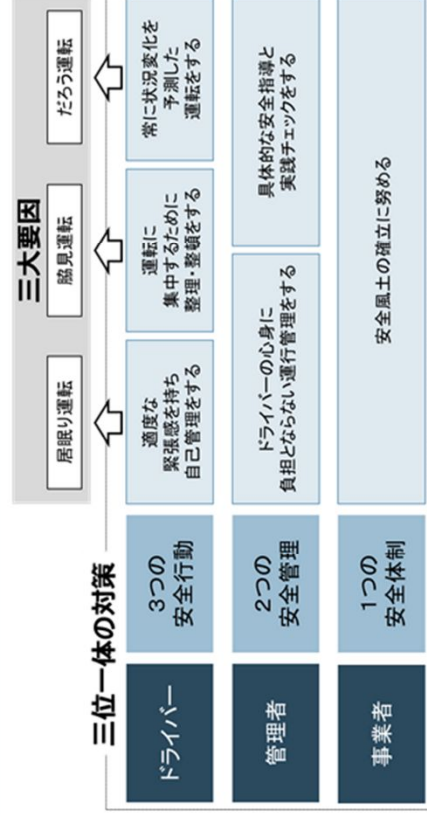 三大要因
居眠り運転
脇見運転
だろう運転
三位一体の対策
ドライバー
3つの
安全行動
適度な
緊張感を持ち
自己管理をする
運転に
集中するために
整理・整頓をする
常に状況変化を
予測した
運転をする
管理者
2つの
安全管理
ドライバーの心身に
負担とならない運行管理をする
具体的な安全指導と
実践チェックをする
事業者
1つの
安全体制
安全風土の確立に努める